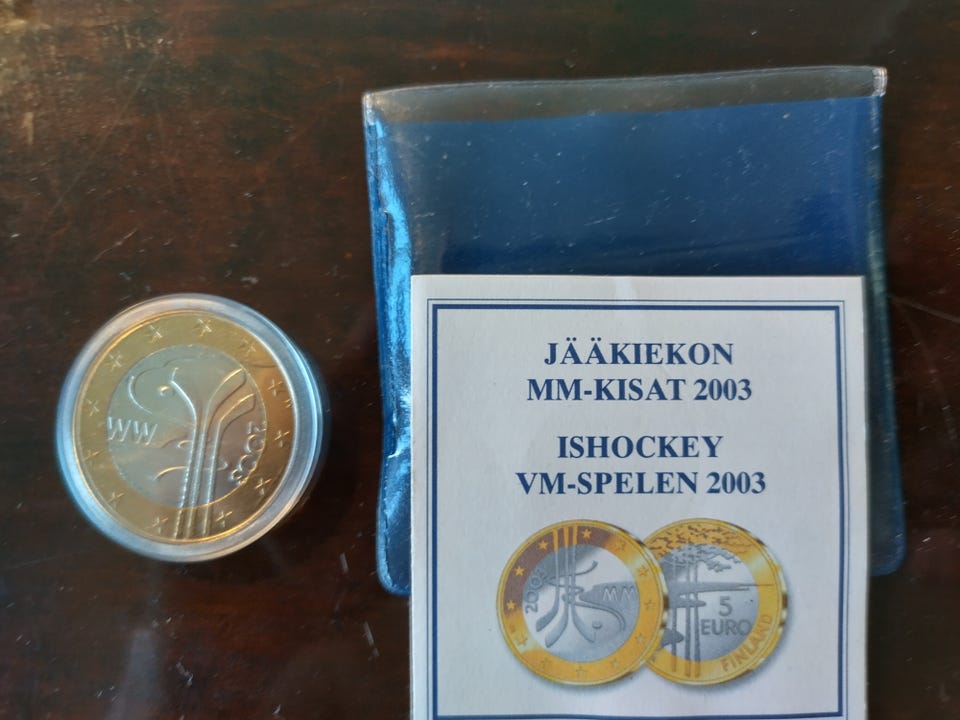 MM
2003
JÄÄKIEKON
MM-KISAT 2003
ISHOCKEY
VM-SPELEN 2003
2003
MM
5
EURO
FINLAND